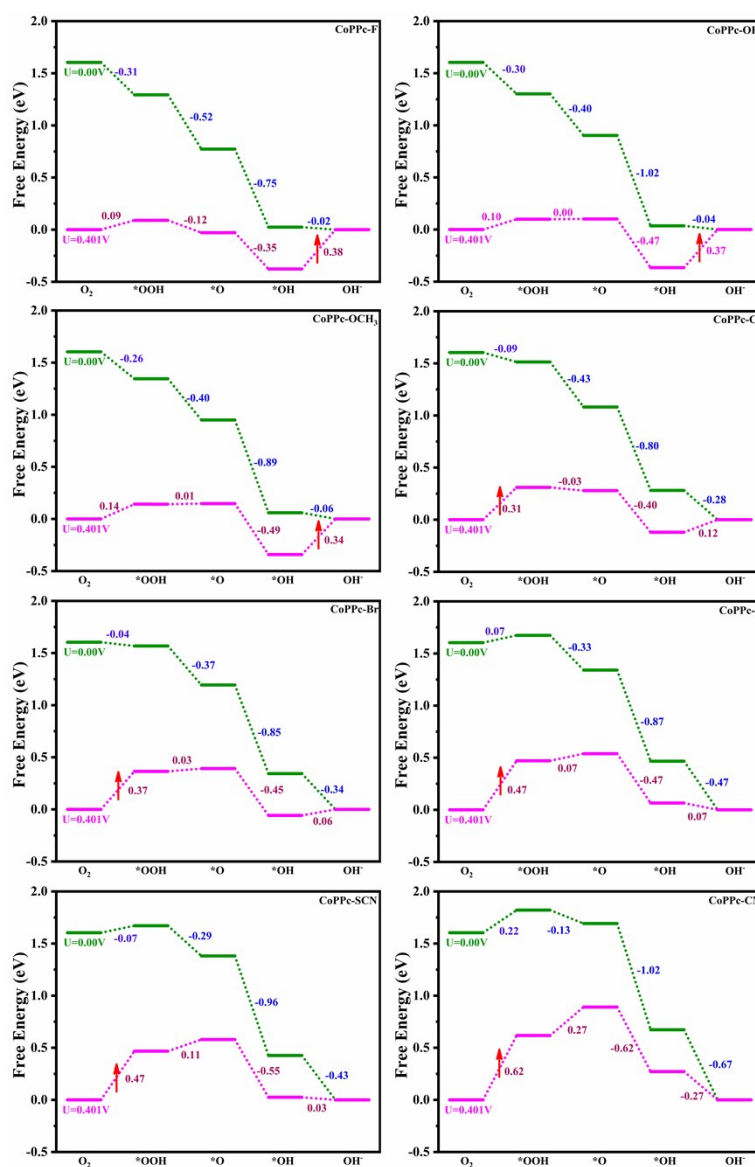 CoPPc-F
2.0
1.5
1.0
0.5
0.0
-0.5
Free Energy (eV)
U=0.00V
-0.31
-0.52
-0.75
-0.02
U=0.401V
0.09
-0.12
-0.35
0.38
O₂ *OOH *O *OH OH⁻
CoPPc-OH
2.0
1.5
1.0
0.5
0.0
-0.5
Free Energy (eV)
U=0.00V
-0.30
-0.40
-1.02
-0.04
U=0.401V
0.10
0.00
-0.47
0.37
O₂ *OOH *O *OH OH⁻
CoPPc-OCH₃
2.0
1.5
1.0
0.5
0.0
-0.5
Free Energy (eV)
U=0.00V
-0.26
-0.40
-0.89
-0.06
U=0.401V
0.14
0.01
-0.49
0.34
O₂ *OOH *O *OH OH⁻
CoPPc-C
2.0
1.5
1.0
0.5
0.0
-0.5
Free Energy (eV)
U=0.00V
-0.09
-0.43
-0.80
-0.28
U=0.401V
0.31
-0.03
-0.40
0.12
O₂ *OOH *O *OH OH⁻
CoPPc-Br
2.0
1.5
1.0
0.5
0.0
-0.5
Free Energy (eV)
U=0.00V
-0.04
-0.37
-0.85
-0.34
U=0.401V
0.37
0.03
-0.45
0.06
O₂ *OOH *O *OH OH⁻
CoPPc-
2.0
1.5
1.0
0.5
0.0
-0.5
Free Energy (eV)
U=0.00V
0.07
-0.33
-0.87
-0.47
U=0.401V
0.47
0.07
-0.47
0.07
O₂ *OOH *O *OH OH⁻
CoPPc-SCN
2.0
1.5
1.0
0.5
0.0
-0.5
Free Energy (eV)
U=0.00V
-0.07
-0.29
-0.96
-0.43
U=0.401V
0.47
0.11
-0.55
0.03
O₂ *OOH *O *OH OH⁻
CoPPc-CN
2.0
1.5
1.0
0.5
0.0
-0.5
Free Energy (eV)
U=0.00V
0.22
-0.13
-1.02
-0.67
U=0.401V
0.62
0.27
-0.62
-0.27
O₂ *OOH *O *OH OH⁻